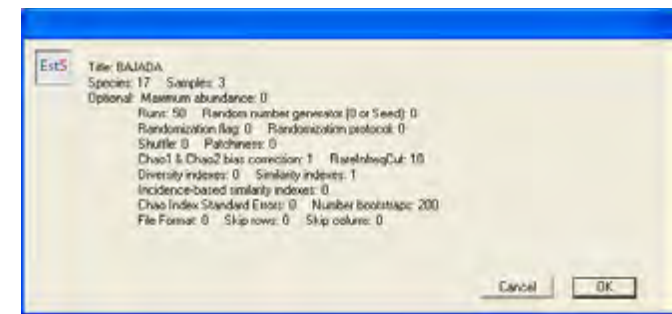 EstS
Title: BAJADA
Species: 17 Samples: 3
Optional: Maximum abundance: 0
Runs: 50 Random number generator (0 or Seed): 0
Randomization flag: 0 Randomization protocol: 0
Shuffle: 0 Patchiness: 0
Chao1 & Chao2 bias correction: 1 RareInfreqCut: 10
Diversity indexes: 0 Similarity indexes: 1
Incidence-based similarity indexes: 0
Chao Index Standard Errors: 0 Number bootstraps: 200
File Format: 0 Skip rows: 0 Skip column: 0
Cancel OK